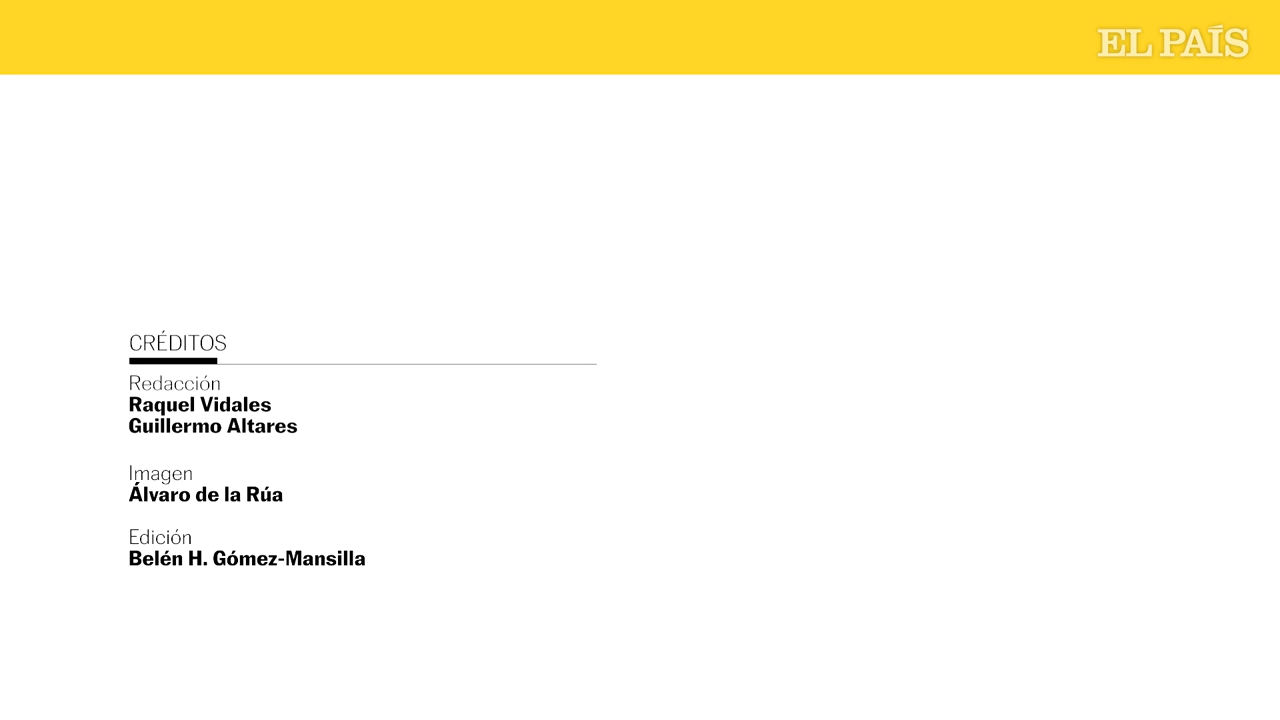 EL PAÍS
CRÉDITOS
Redacción
Raquel Vidales
Guillermo Altares
Imagen
Álvaro de la Rúa
Edición
Belén H. Gómez-Mansilla